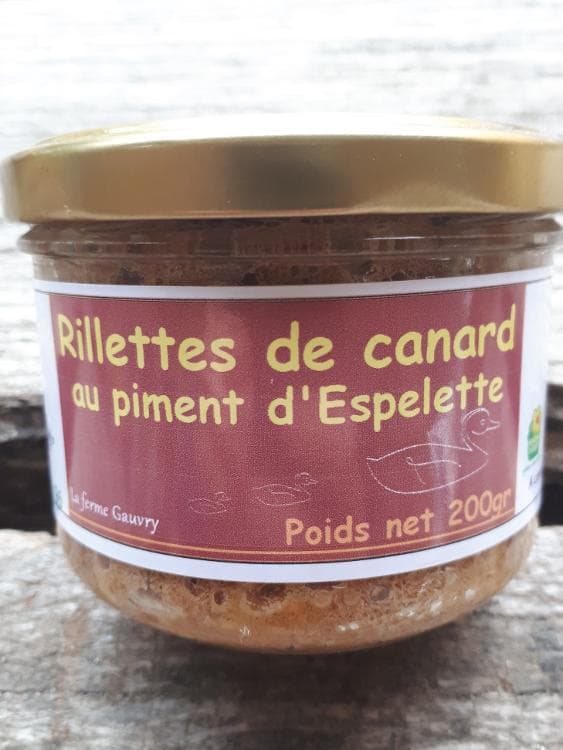 Rillettes de canard
au piment d'Espelette
La ferme Gauvry
Poids net 200gr